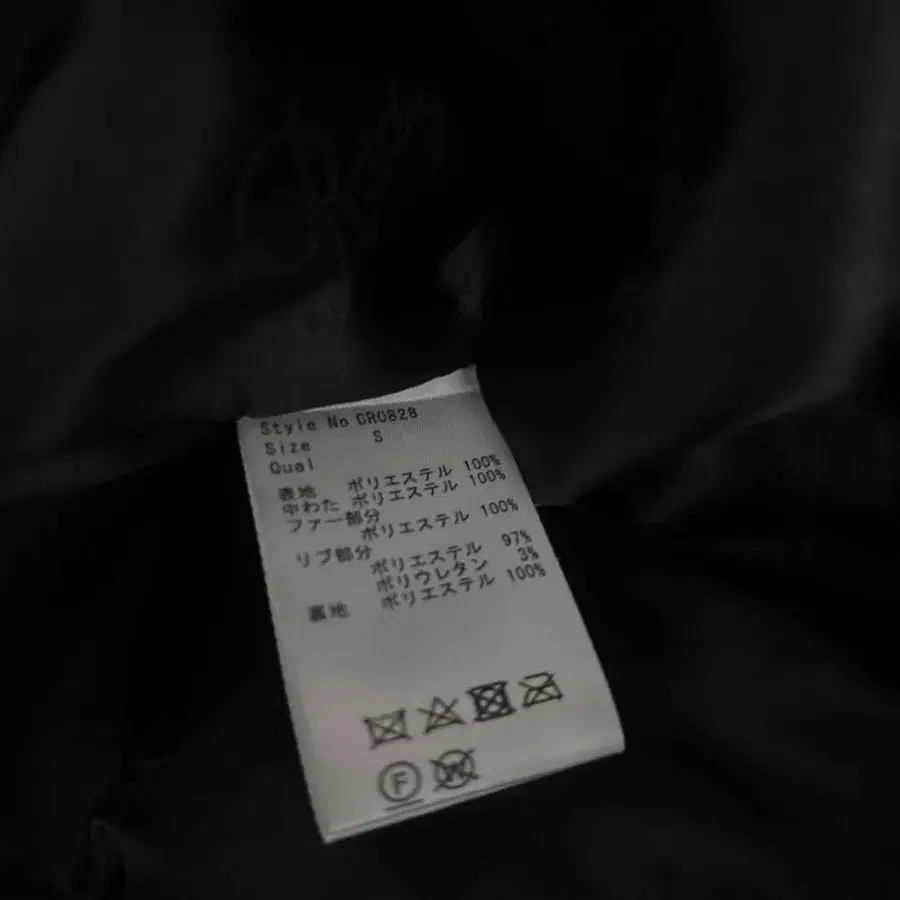 Style No CR0828
Size S
Qual
表地 ポリエステル 100%
中わた ポリエステル 100%
ファー部分
ポリエステル 100%
リブ部分
ポリエステル 97%
ポリウレタン 3%
裏地 ポリエステル 100%
F
W